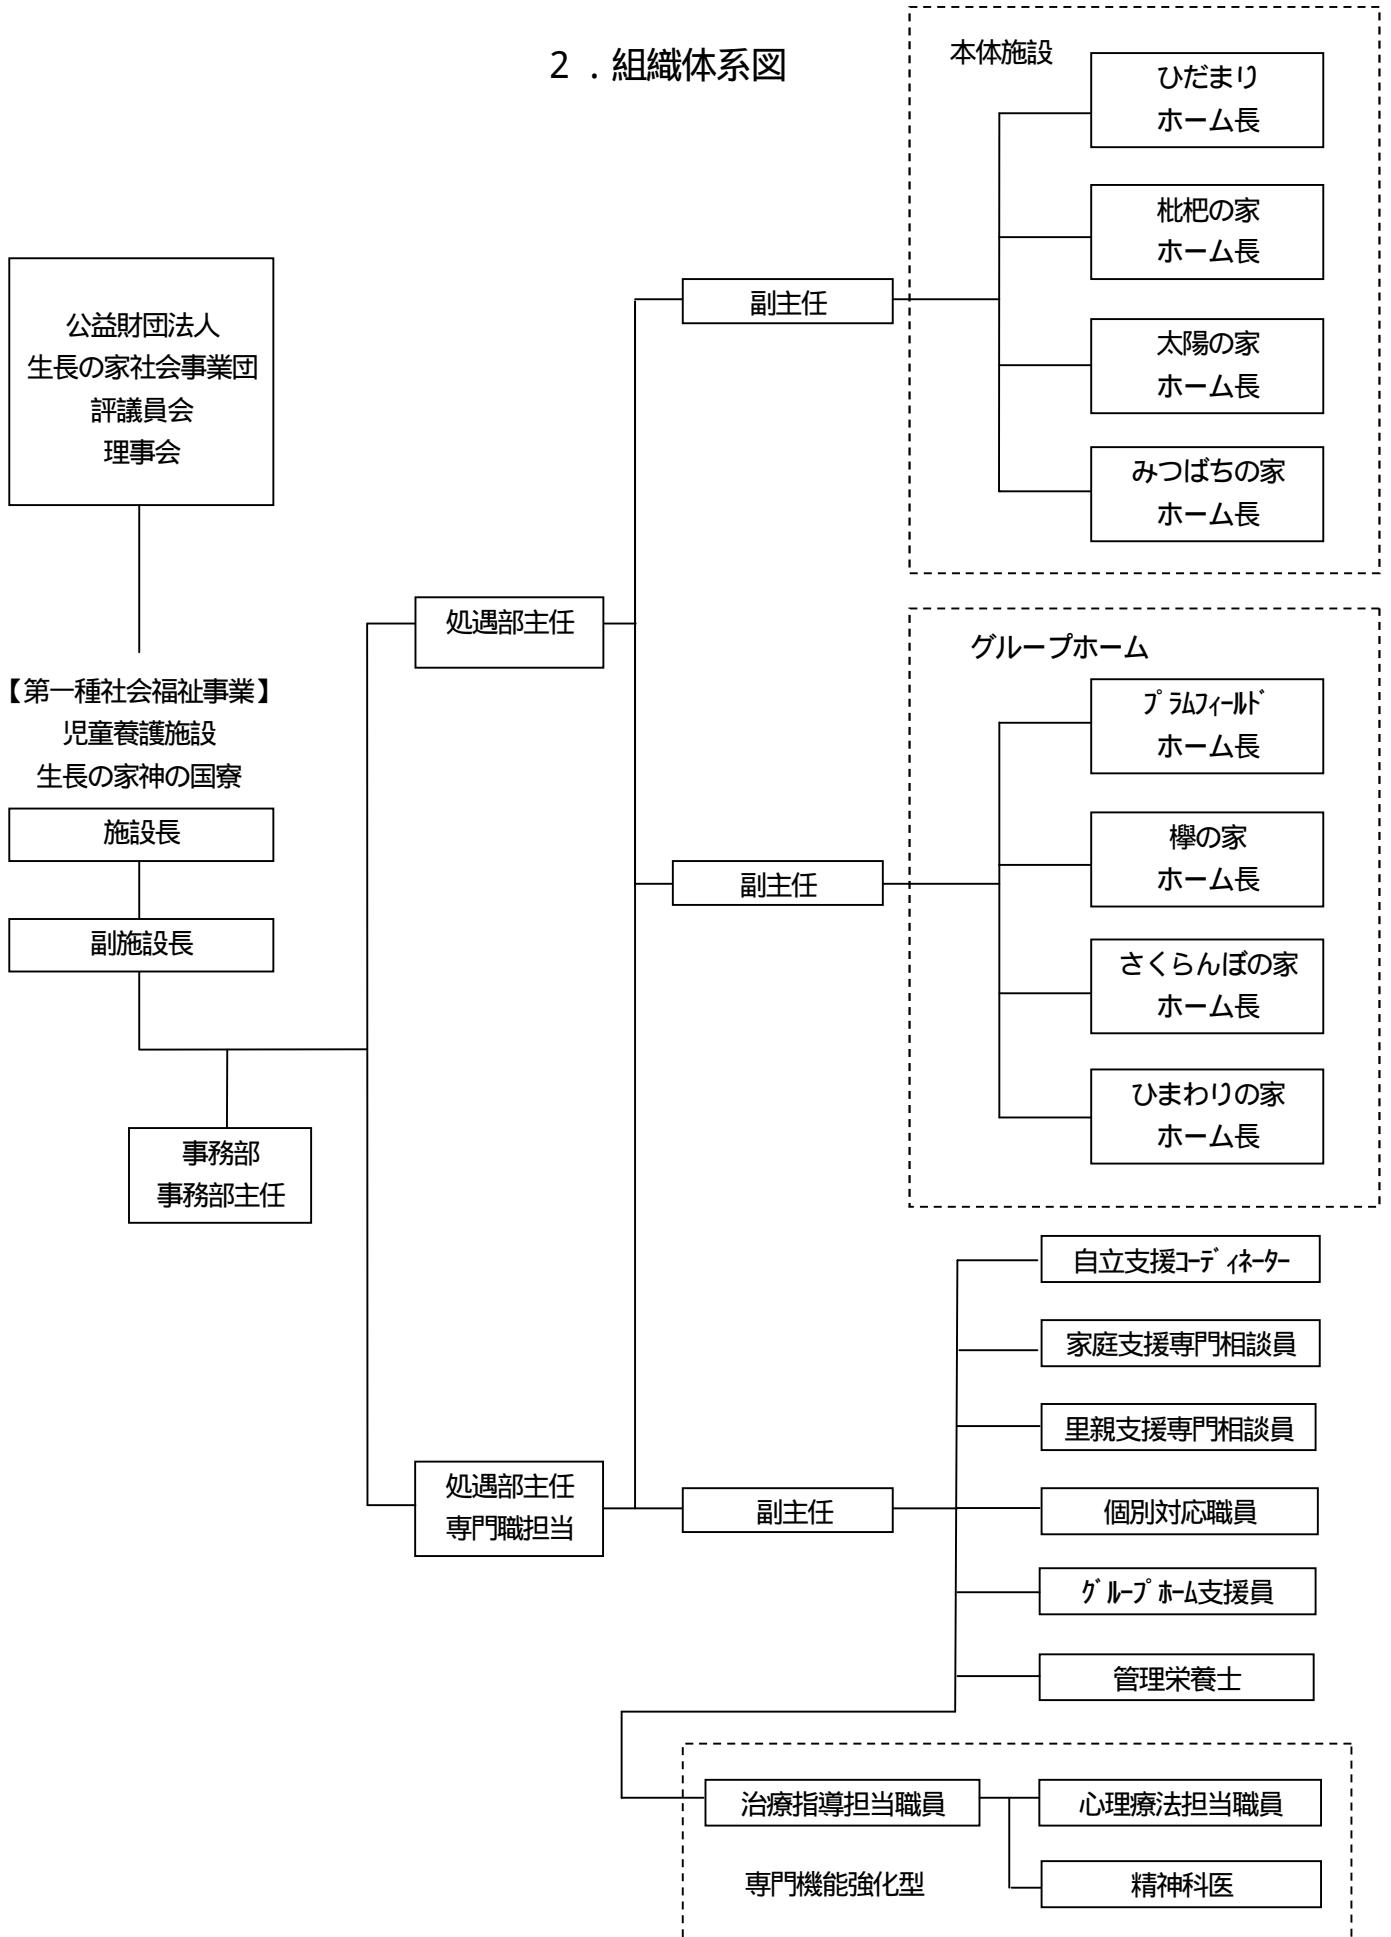 2．組織体系図
本体施設
ひだまり
ホーム長
枇杷の家
ホーム長
太陽の家
ホーム長
みつばちの家
ホーム長
公益財団法人
生長の家社会事業団
評議員会
理事会
副主任
処遇部主任
【第一種社会福祉事業】
児童養護施設
生長の家神の国寮
施設長
副施設長
事務部
事務部主任
グループホーム
プラムフィールド
ホーム長
欅の家
ホーム長
さくらんぼの家
ホーム長
ひまわりの家
ホーム長
副主任
処遇部主任
専門職担当
副主任
自立支援ｺｰﾃﾞｨﾈｰﾀｰ
家庭支援専門相談員
里親支援専門相談員
個別対応職員
ｸﾞﾙｰﾌﾟﾎｰﾑ支援員
管理栄養士
治療指導担当職員
心理療法担当職員
専門機能強化型
精神科医